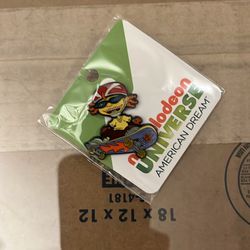 nickelodeon
UNIVERSE
AMERICAN DREAM
-4181
18 x 12 x 12